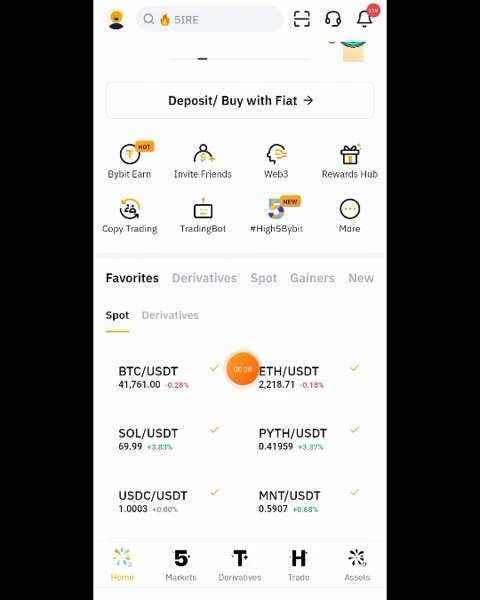 5IRE
119
Deposit/ Buy with Fiat →
HOT
Bybit Earn
Invite Friends
Web3
Rewards Hub
NEW
Copy Trading
TradingBot
#High5Bybit
More
Favorites Derivatives Spot Gainers New
Spot Derivatives
BTC/USDT
41,761.00 -0.28%
00:38
ETH/USDT
2,218.71 -0.18%
SOL/USDT
69.99 +3.83%
PYTH/USDT
0.41959 +3.37%
USDC/USDT
1.0003 +0.00%
MNT/USDT
0.5907 +0.68%
Home Markets Derivatives Trade Assets